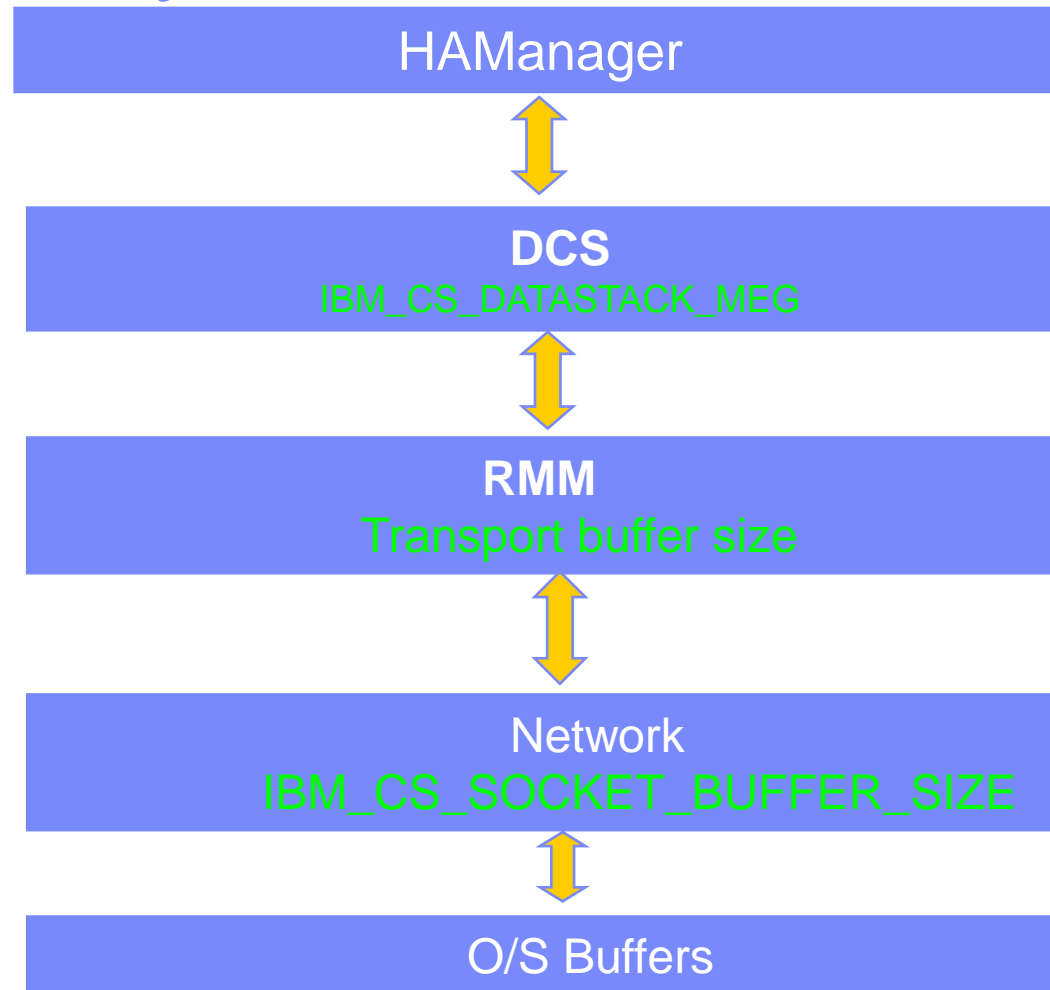 HAManager
DCS
IBM_CS_DATASTACK_MEG
RMM
Transport buffer size
Network
IBM_CS_SOCKET_BUFFER_SIZE
O/S Buffers